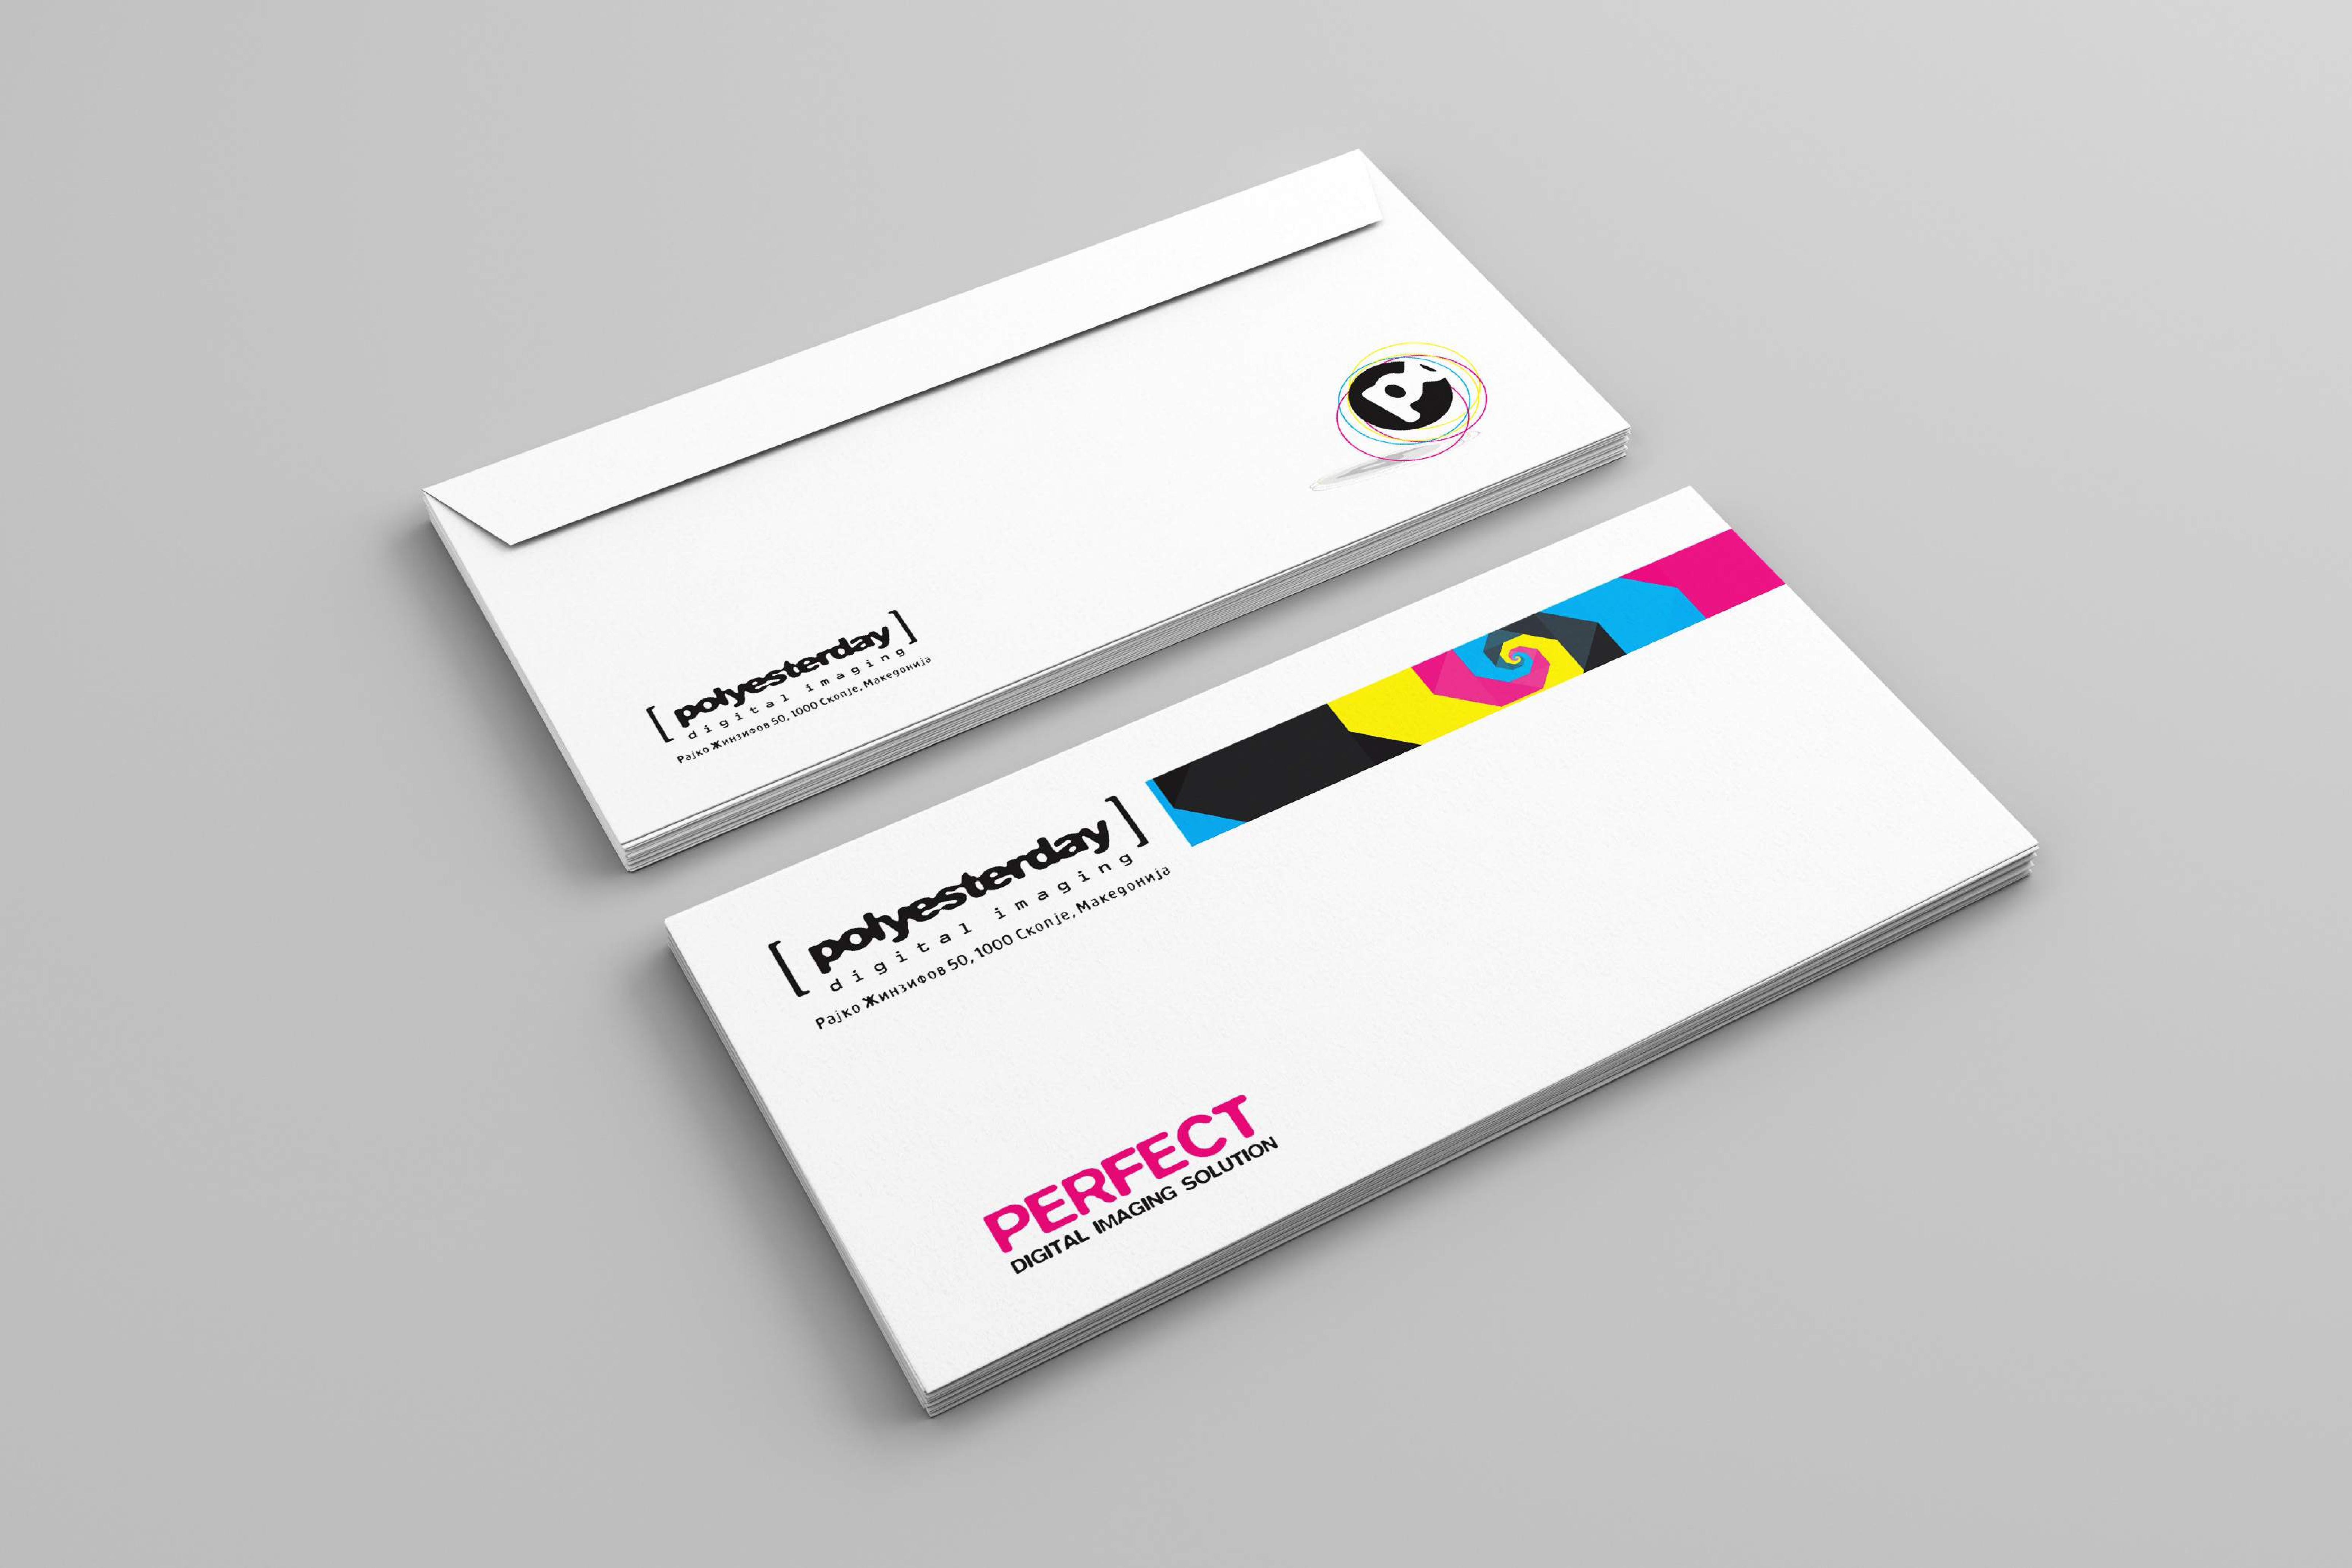 [ polyesterday ]
digital imaging
Рајко Жинзифов 50, 1000 Скопје, Македонија
[ polyesterday ]
digital imaging
Рајко Жинзифов 50, 1000 Скопје, Македонија
PERFECT
DIGITAL IMAGING SOLUTION